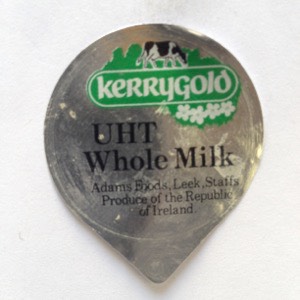 kerrygold
UHT
Whole Milk
Adams Foods, Leek, Staffs
Produce of the Republic
of Ireland